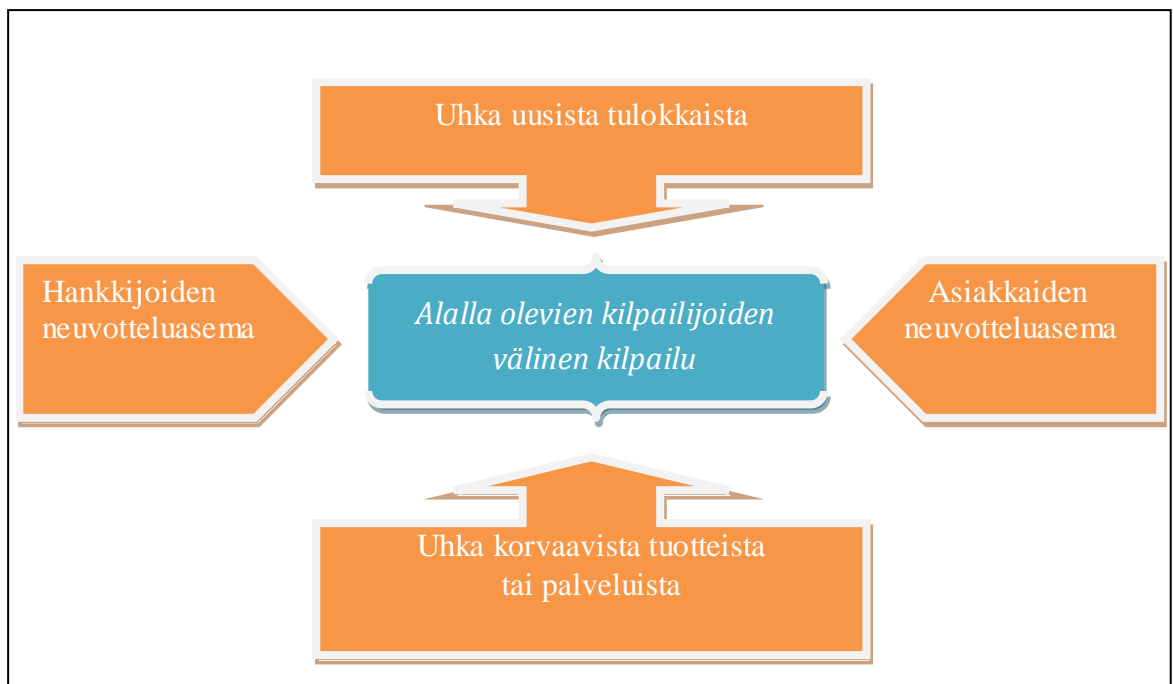 Uhka uusista tulokkaista
Hankkijoiden
neuvotteluasema
Alalla olevien kilpailijoiden
välinen kilpailu
Asiakkaiden
neuvotteluasema
Uhka korvaavista tuotteista
tai palveluista